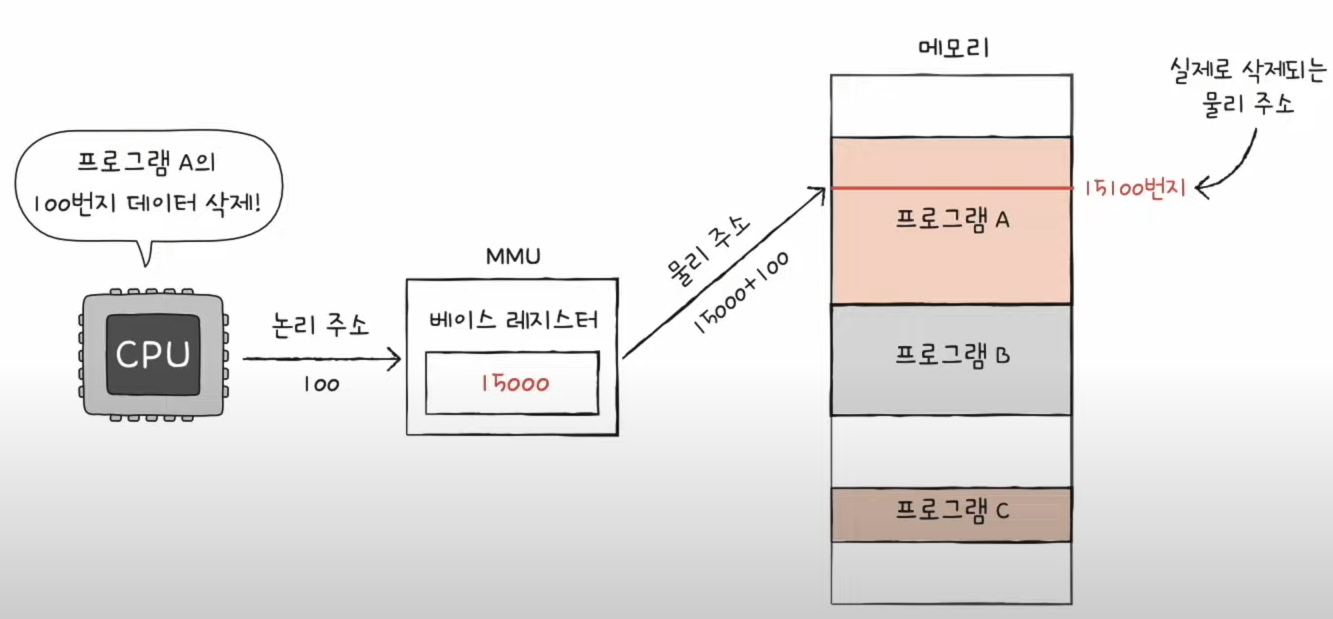 프로그램 A의
100번지 데이터 삭제!
CPU
논리 주소
100
MMU
베이스 레지스터
15000
물리 주소
15000+100
메모리
프로그램 A
프로그램 B
프로그램 C
15100번지
실제로 삭제되는
물리 주소